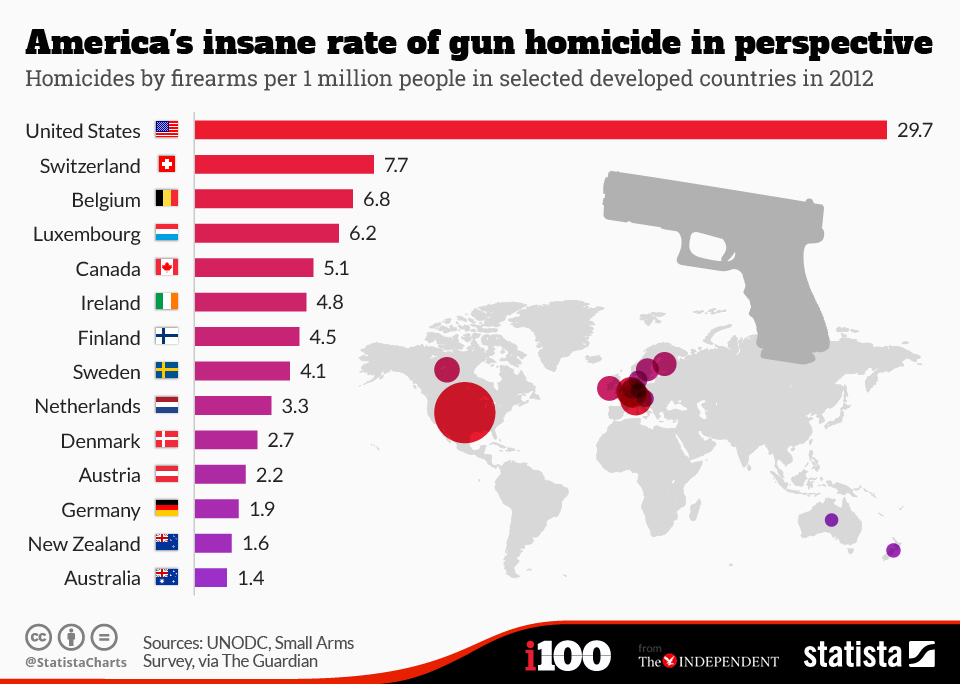 America's insane rate of gun homicide in perspective
Homicides by firearms per 1 million people in selected developed countries in 2012
United States 29.7
Switzerland 7.7
Belgium 6.8
Luxembourg 6.2
Canada 5.1
Ireland 4.8
Finland 4.5
Sweden 4.1
Netherlands 3.3
Denmark 2.7
Austria 2.2
Germany 1.9
New Zealand 1.6
Australia 1.4
cc
@StatistaCharts
Sources: UNODC, Small Arms
Survey, via The Guardian
i100
from
The INDEPENDENT
statista